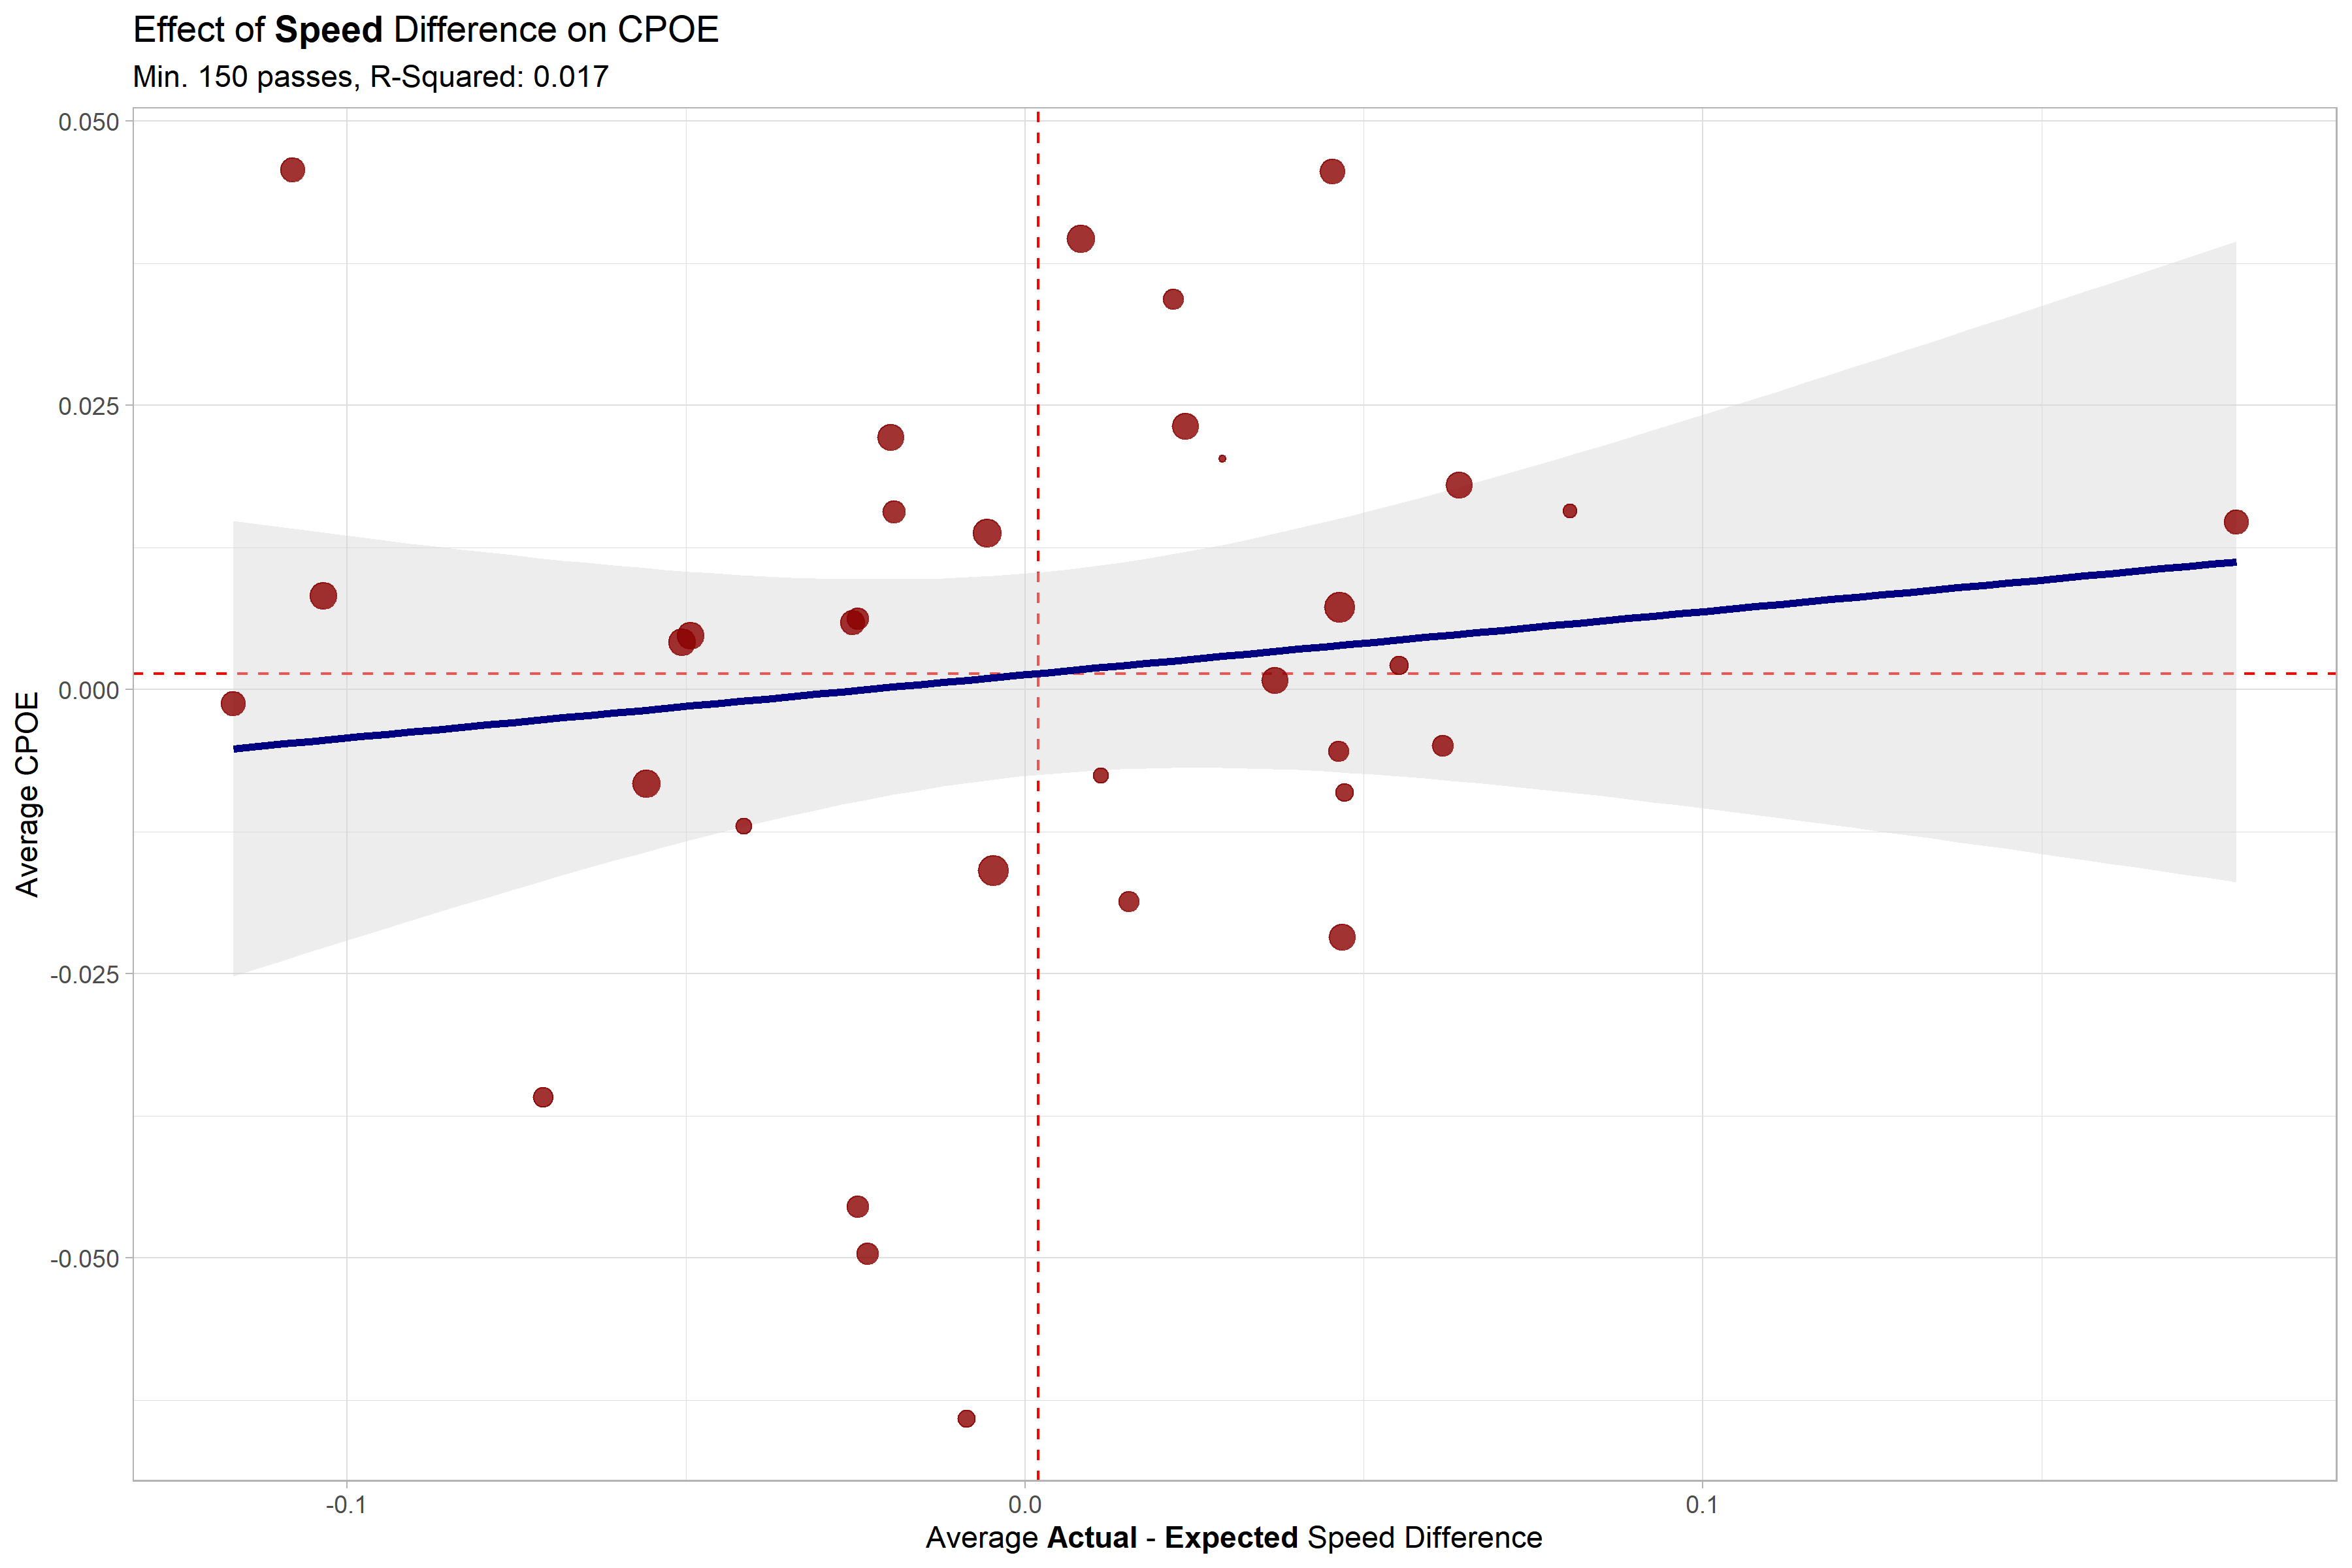 Effect of Speed Difference on CPOE
Min. 150 passes, R-Squared: 0.017
Average CPOE
0.050
0.025
0.000
-0.025
-0.050
-0.1
0.0
0.1
Average Actual - Expected Speed Difference